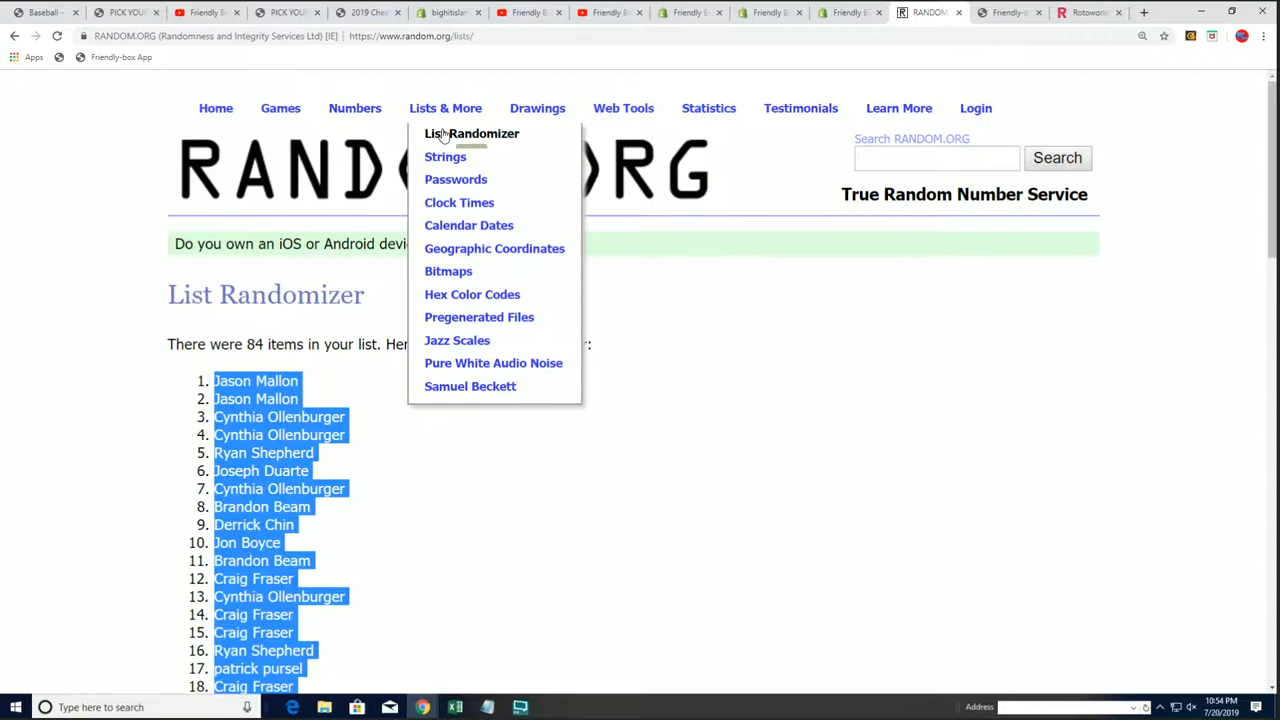 Baseball -
PICK YOUR
Friendly B
PICK YOUR
2019 Che
bighitisla
Friendly B
Friendly B
Friendly B
Friendly B
Friendly B
RANDOM.
Friendly-b
Rotoworl
RANDOM.ORG (Randomness and Integrity Services Ltd) [IE] | https://www.random.org/lists/
Apps
Friendly-box App
Home
Games
Numbers
Lists & More
Drawings
Web Tools
Statistics
Testimonials
Learn More
Login
List Randomizer
Strings
Passwords
Clock Times
Calendar Dates
Geographic Coordinates
Bitmaps
Hex Color Codes
Pregenerated Files
Jazz Scales
Pure White Audio Noise
Samuel Beckett
Search RANDOM.ORG
Search
True Random Number Service
Do you own an iOS or Android devi
List Randomizer
There were 84 items in your list. Her
1. Jason Mallon
2. Jason Mallon
3. Cynthia Ollenburger
4. Cynthia Ollenburger
5. Ryan Shepherd
6. Joseph Duarte
7. Cynthia Ollenburger
8. Brandon Beam
9. Derrick Chin
10. Jon Boyce
11. Brandon Beam
12. Craig Fraser
13. Cynthia Ollenburger
14. Craig Fraser
15. Craig Fraser
16. Ryan Shepherd
17. patrick pursel
18. Craig Fraser
Type here to search
Address
10:54 PM
7/20/2019